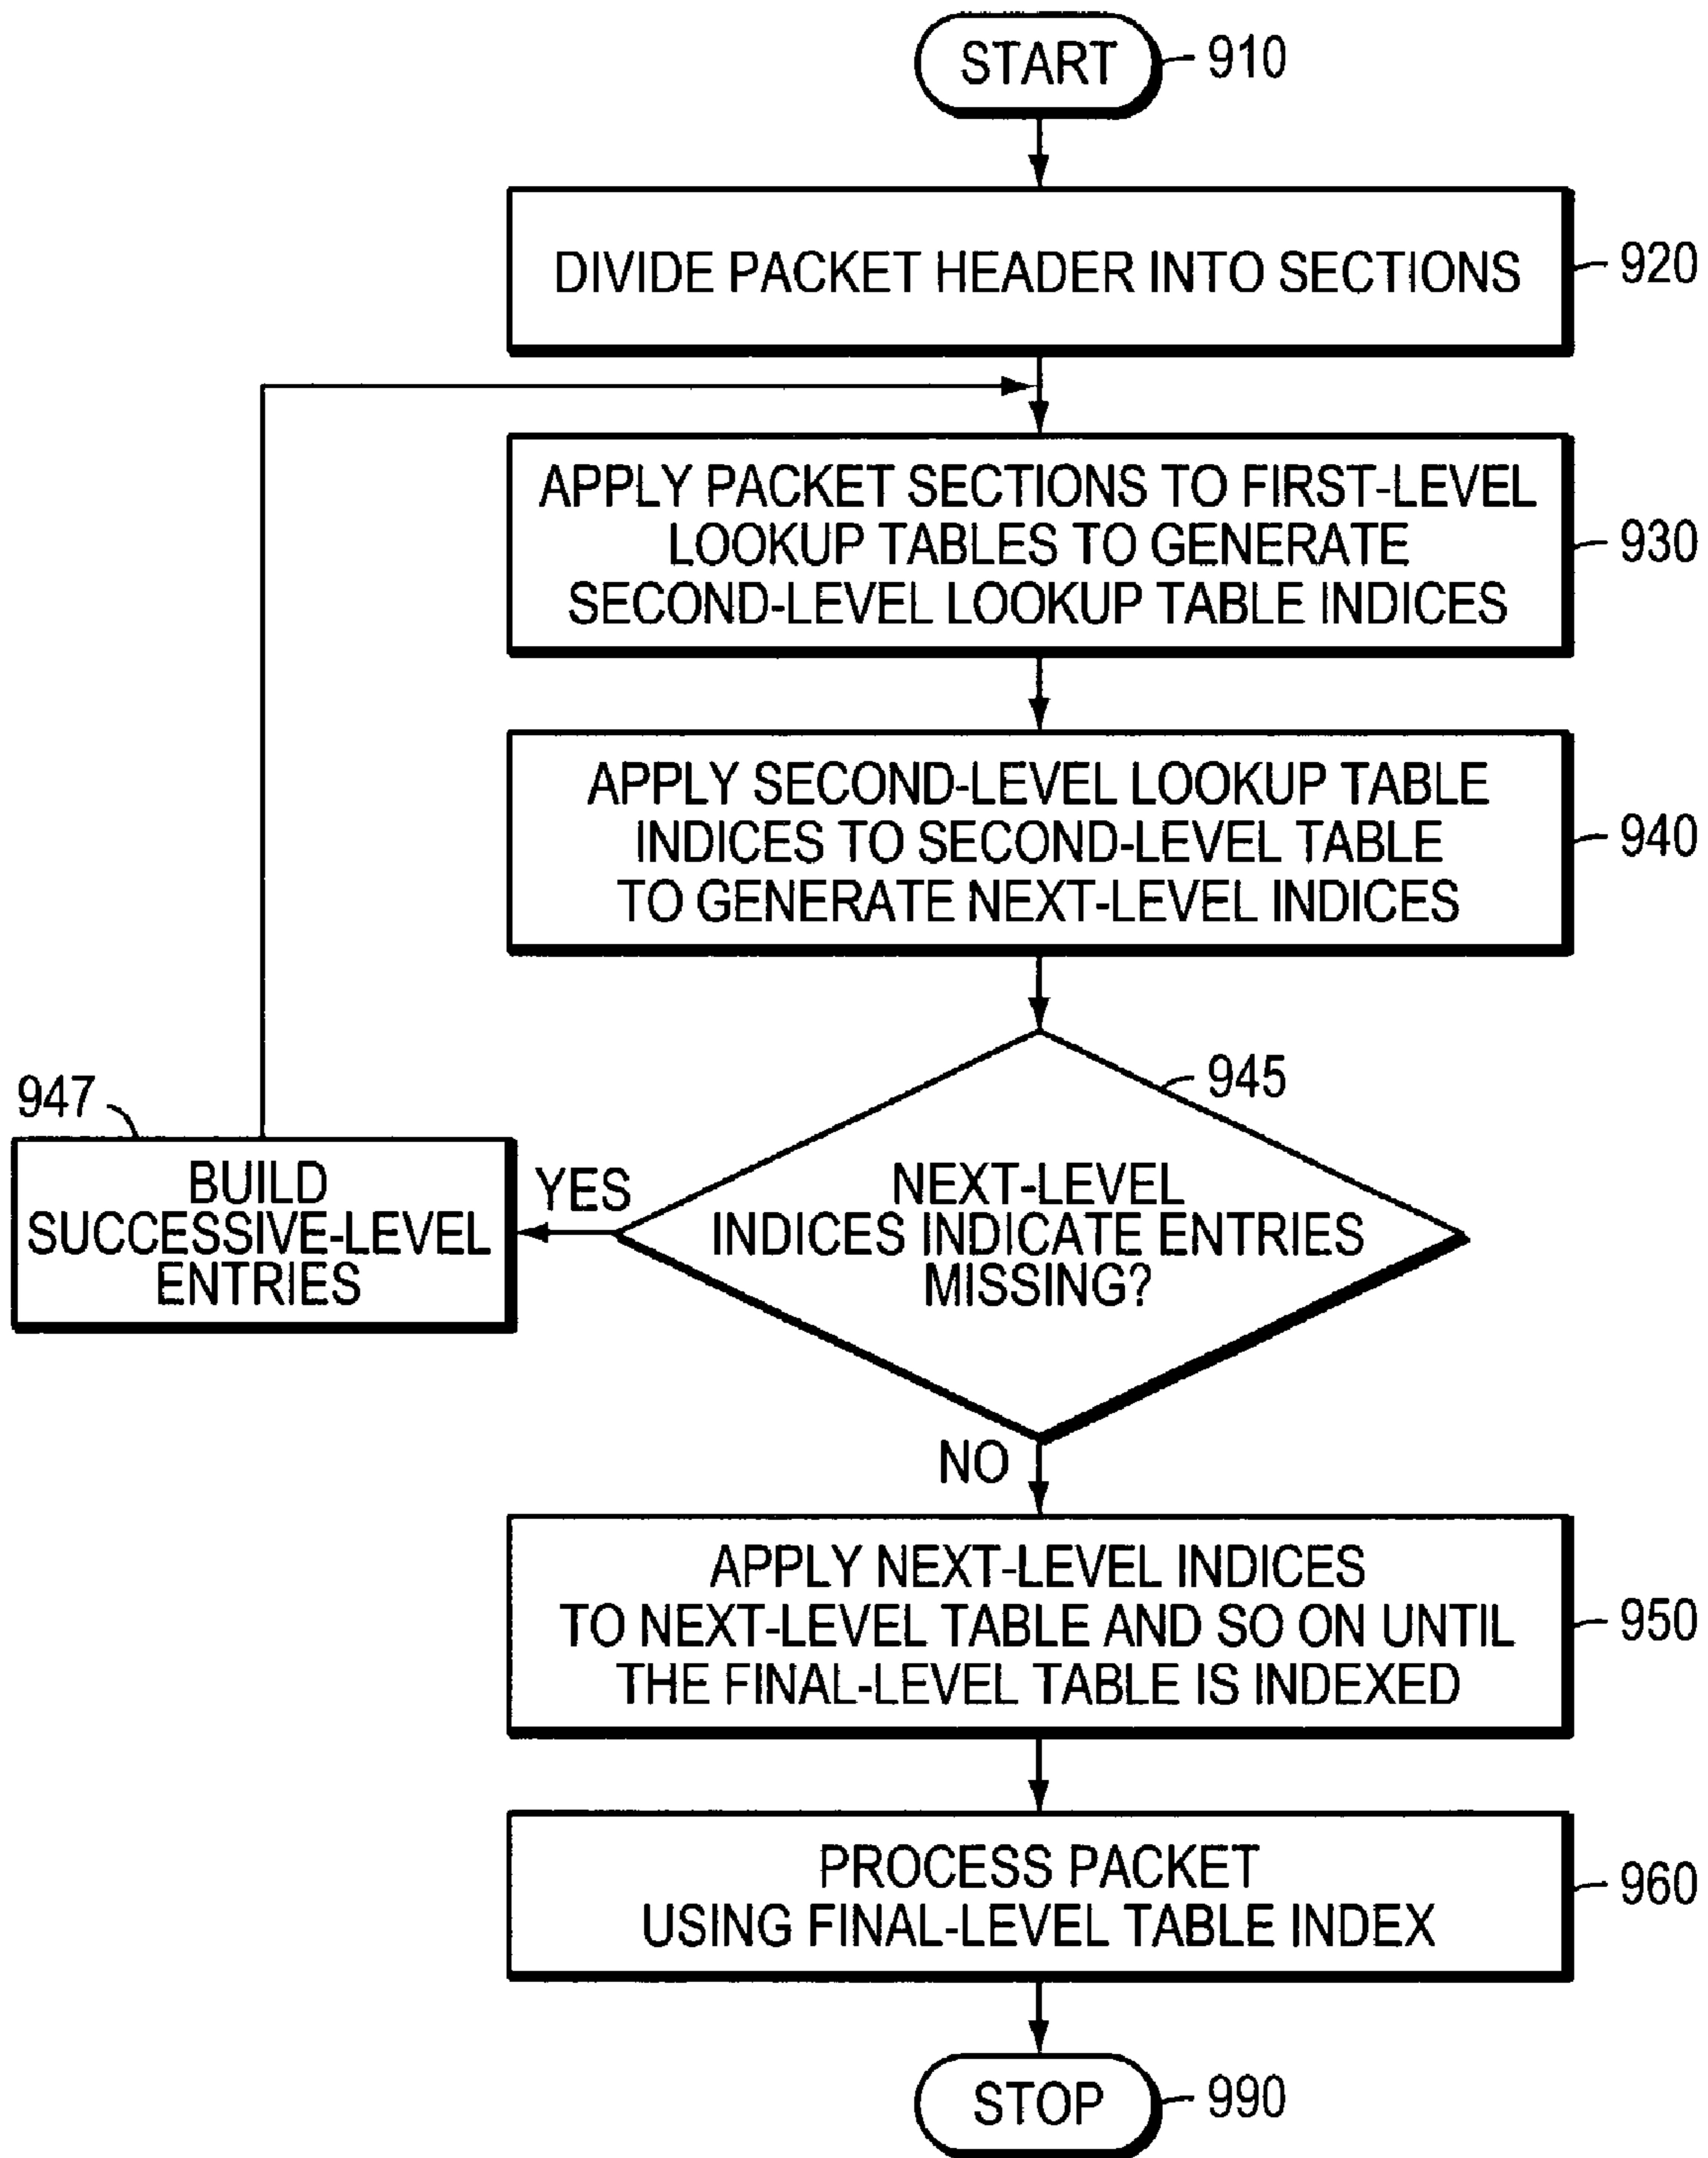 START
910
DIVIDE PACKET HEADER INTO SECTIONS
920
APPLY PACKET SECTIONS TO FIRST-LEVEL
LOOKUP TABLES TO GENERATE
SECOND-LEVEL LOOKUP TABLE INDICES
930
APPLY SECOND-LEVEL LOOKUP TABLE
INDICES TO SECOND-LEVEL TABLE
TO GENERATE NEXT-LEVEL INDICES
940
945
NEXT-LEVEL
INDICES INDICATE ENTRIES
MISSING?
YES
947
BUILD
SUCCESSIVE-LEVEL
ENTRIES
NO
APPLY NEXT-LEVEL INDICES
TO NEXT-LEVEL TABLE AND SO ON UNTIL
THE FINAL-LEVEL TABLE IS INDEXED
950
PROCESS PACKET
USING FINAL-LEVEL TABLE INDEX
960
STOP
990